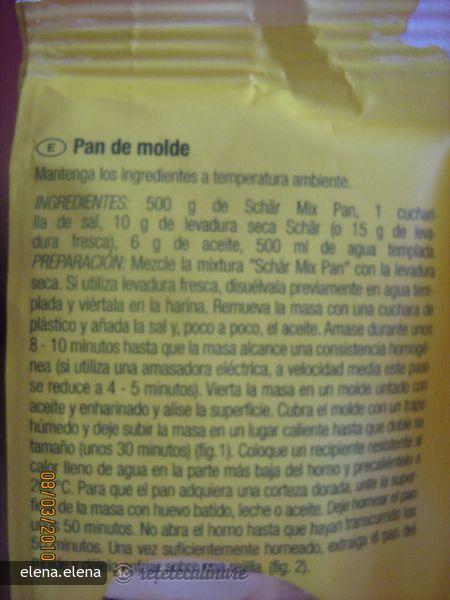 E Pan de molde
Mantenga los ingredientes a temperatura ambiente.
INGREDIENTES: 500 g de Schär Mix Pan, 1 cuchari-
lla de sal, 10 g de levadura seca Schär (o 15 g de leva-
dura fresca), 6 g de aceite, 500 ml de agua templada.
PREPARACIÓN: Mezcle la mixtura "Schär Mix Pan" con la levadura
seca. Si utiliza levadura fresca, disuélvala previamente en agua tem-
plada y viértala en la harina. Remueva la masa con una cuchara de
plástico y añada la sal y, poco a poco, el aceite. Amase durante unos
8 - 10 minutos hasta que la masa alcance una consistencia homogé-
nea (si utiliza una amasadora eléctrica, a velocidad media este paso
se reduce a 4 - 5 minutos). Vierta la masa en un molde untado con
aceite y enharinado y alise la superficie. Cubra el molde con un trapo
húmedo y deje subir la masa en un lugar caliente hasta que doble su
tamaño (unos 30 minutos) (fig.1). Coloque un recipiente resistente al
calor lleno de agua en la parte más baja del horno y precaliéntelo a
°C. Para que el pan adquiera una corteza dorada, unte la super-
de la masa con huevo batido, leche o aceite. Deje hornear el pan
50 minutos. No abra el horno hasta que hayan transcurrido los
minutos. Una vez suficientemente horneado, extraiga el pan del
(fig. 2).
08/03/2010
elena.elena rc reteteculinare